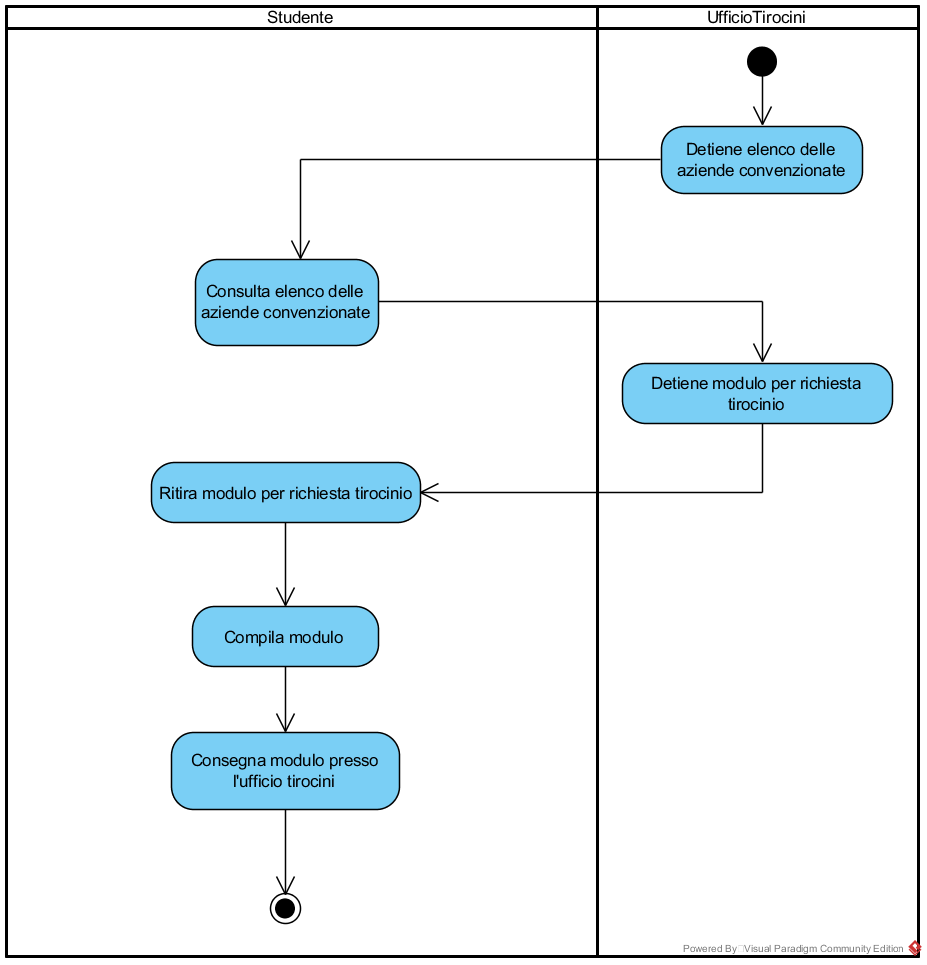 Studente
UfficioTirocini
Detiene elenco delle
aziende convenzionate
Consulta elenco delle
aziende convenzionate
Detiene modulo per richiesta
tirocinio
Ritira modulo per richiesta tirocinio
Compila modulo
Consegna modulo presso
l'ufficio tirocini
Powered By Visual Paradigm Community Edition